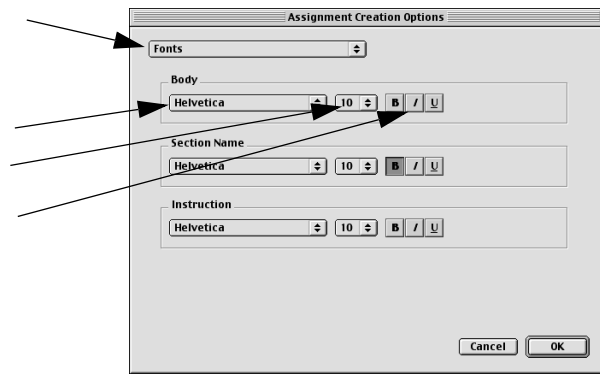 Assignment Creation Options
Fonts
Body
Helvetica 10 B I U
Section Name
Helvetica 10 B I U
Instruction
Helvetica 10 B I U
Cancel OK